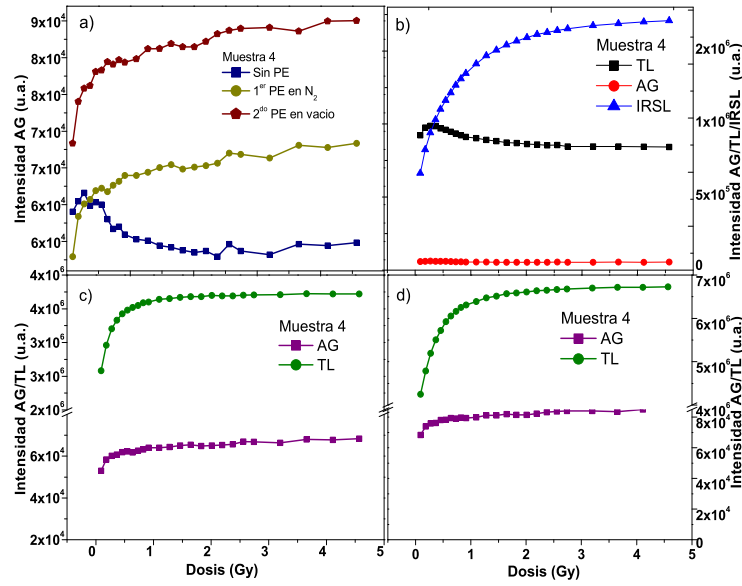 a)
Intensidad AG (u.a.)
9x10⁴
8x10⁴
8x10⁴
7x10⁴
7x10⁴
6x10⁴
6x10⁴
Muestra 4
Sin PE
1ᵉʳ PE en N₂
2ᵈᵒ PE en vacio
b)
Muestra 4
TL
AG
IRSL
Intensidad AG/TL/IRSL (u.a.)
2x10⁶
2x10⁶
1x10⁶
5x10⁵
0
c)
Intensidad AG/TL (u.a.)
4x10⁶
4x10⁶
3x10⁶
3x10⁶
2x10⁶
6x10⁴
4x10⁴
2x10⁴
Muestra 4
AG
TL
0 1 2 3 4 5
Dosis (Gy)
d)
Muestra 4
AG
TL
Intensidad AG/TL (u.a.)
7x10⁶
6x10⁶
5x10⁶
4x10⁶
8x10⁴
6x10⁴
4x10⁴
2x10⁴
0
0 1 2 3 4 5
Dosis (Gy)